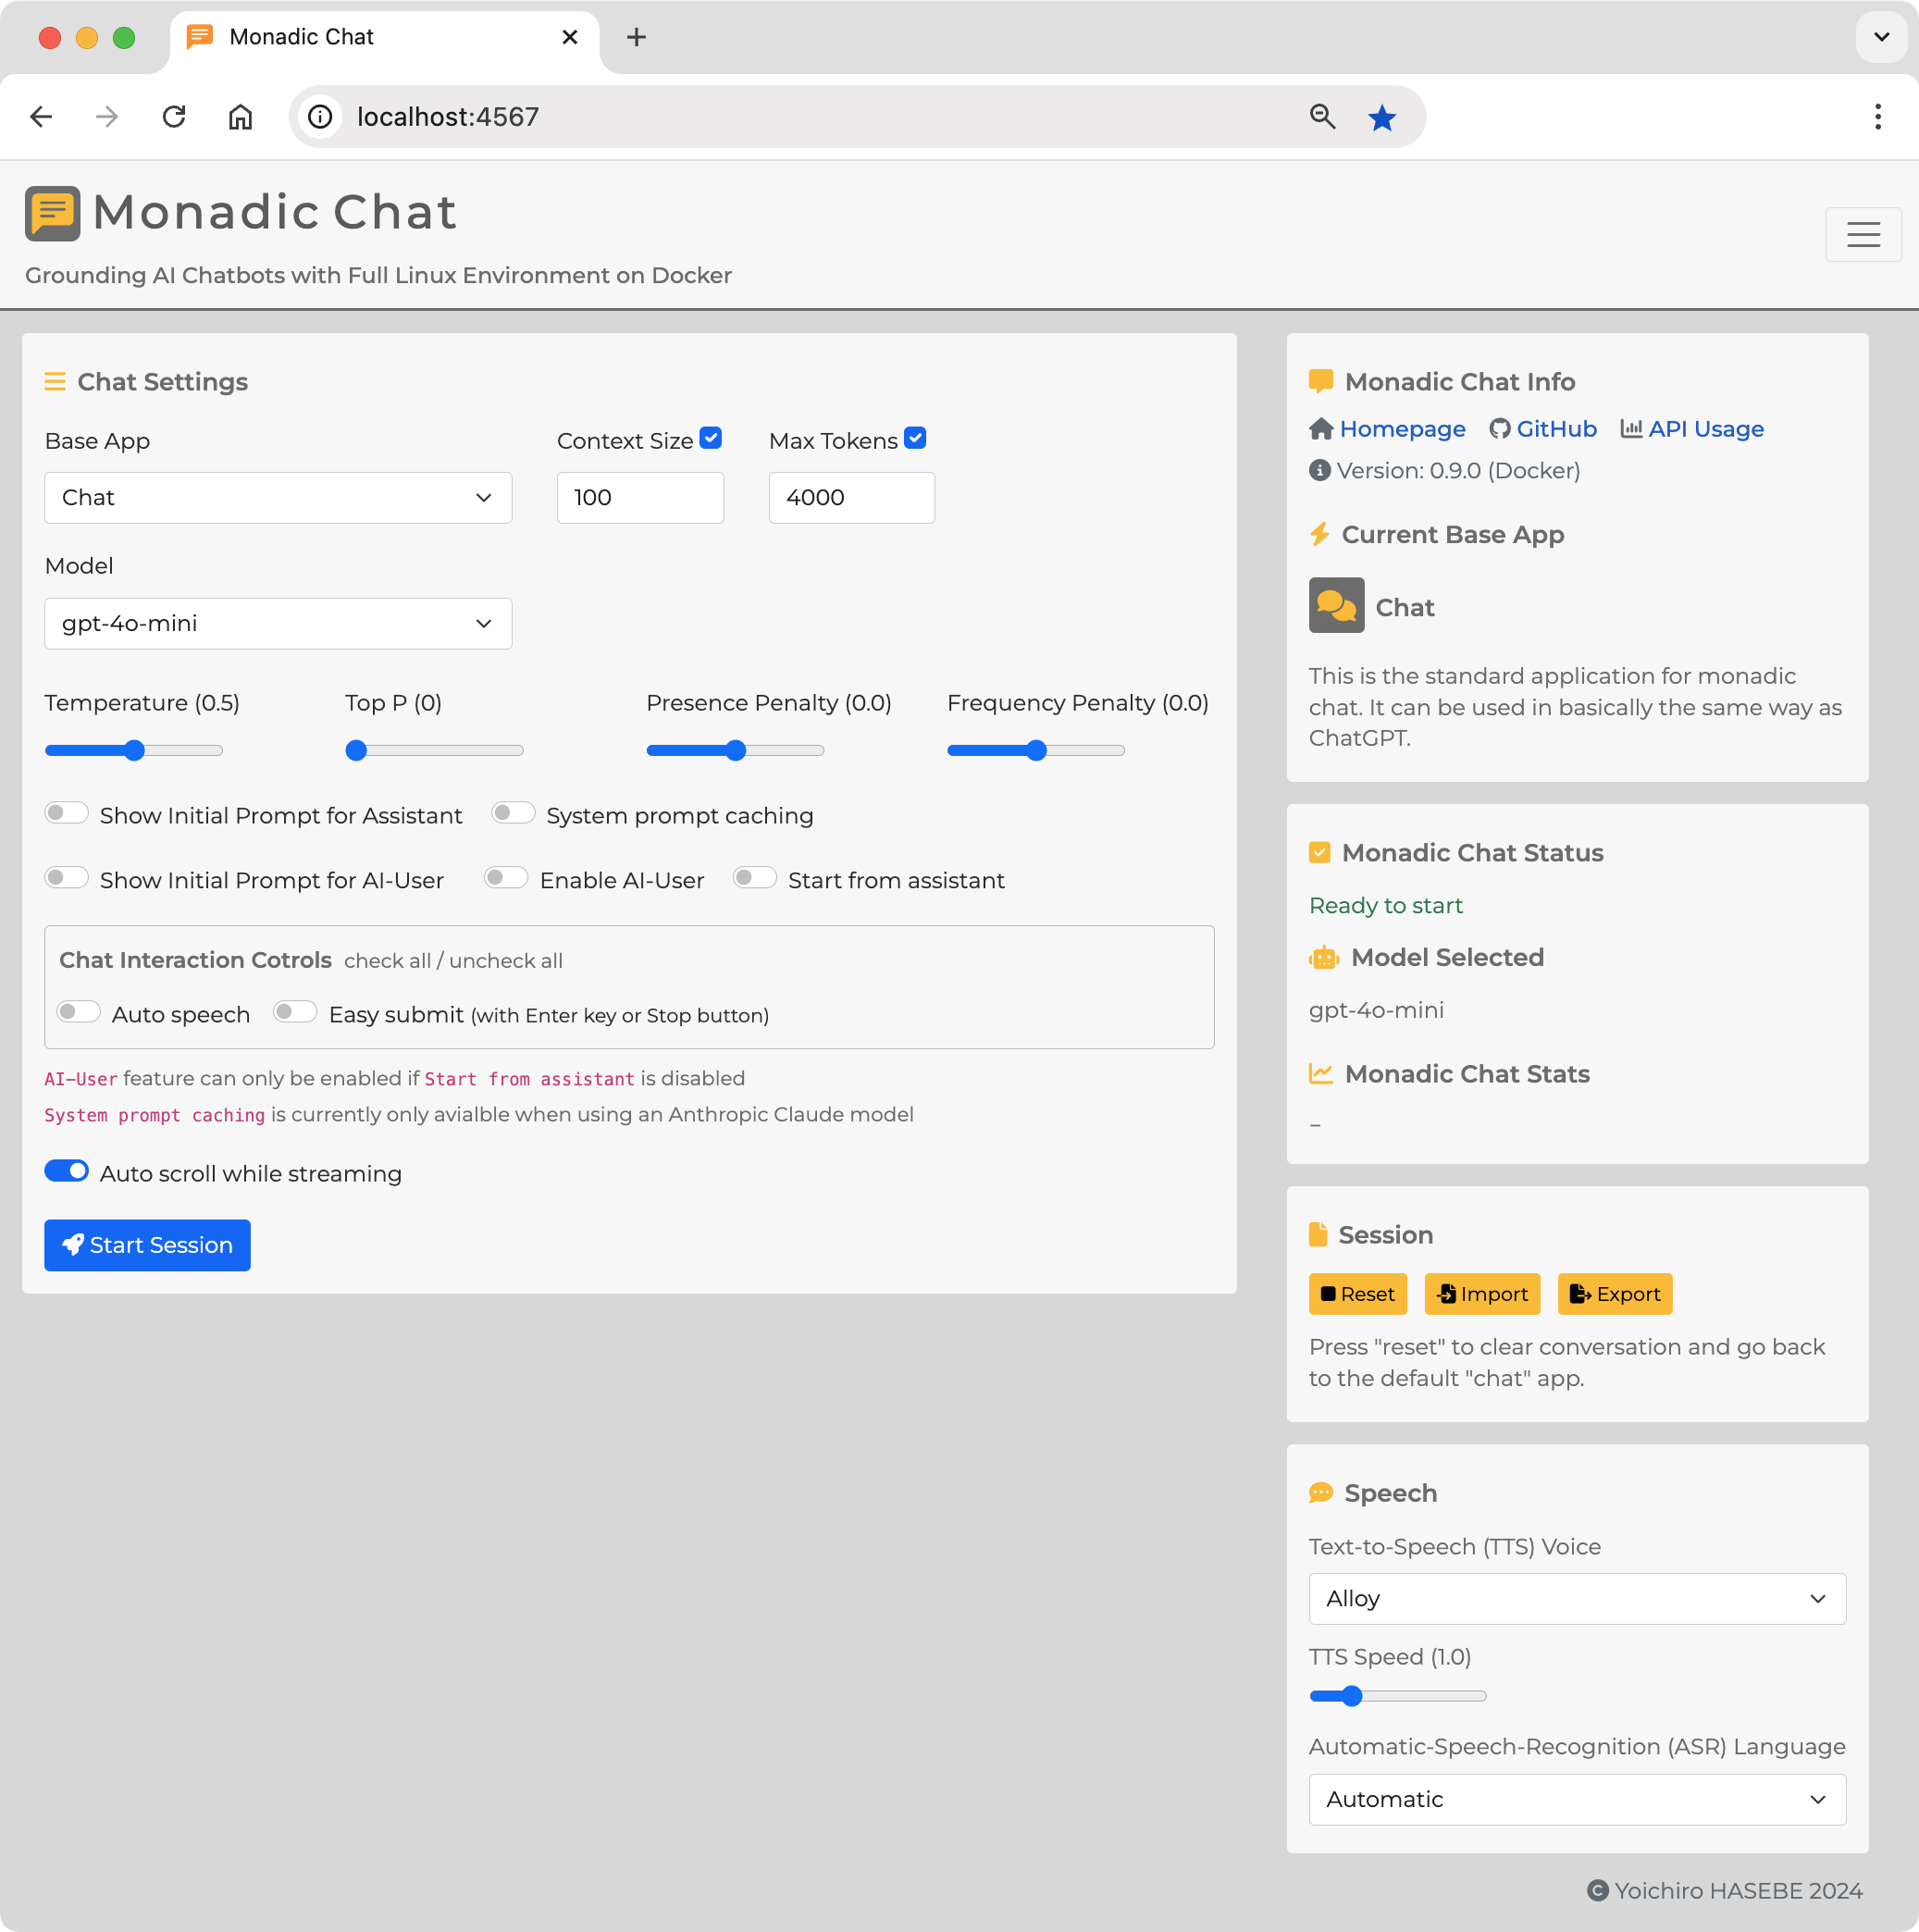 Monadic Chat
localhost:4567
Monadic Chat
Grounding AI Chatbots with Full Linux Environment on Docker
Chat Settings
Base App
Context Size
Max Tokens
Chat
100
4000
Model
gpt-4o-mini
Temperature (0.5)
Top P (0)
Presence Penalty (0.0)
Frequency Penalty (0.0)
Show Initial Prompt for Assistant
System prompt caching
Show Initial Prompt for AI-User
Enable AI-User
Start from assistant
Chat Interaction Cotrols check all / uncheck all
Auto speech
Easy submit (with Enter key or Stop button)
AI-User feature can only be enabled if Start from assistant is disabled
System prompt caching is currently only avialble when using an Anthropic Claude model
Auto scroll while streaming
Start Session
Monadic Chat Info
Homepage GitHub API Usage
Version: 0.9.0 (Docker)
Current Base App
Chat
This is the standard application for monadic
chat. It can be used in basically the same way as
ChatGPT.
Monadic Chat Status
Ready to start
Model Selected
gpt-4o-mini
Monadic Chat Stats
–
Session
Reset
Import
Export
Press "reset" to clear conversation and go back
to the default "chat" app.
Speech
Text-to-Speech (TTS) Voice
Alloy
TTS Speed (1.0)
Automatic-Speech-Recognition (ASR) Language
Automatic
© Yoichiro HASEBE 2024